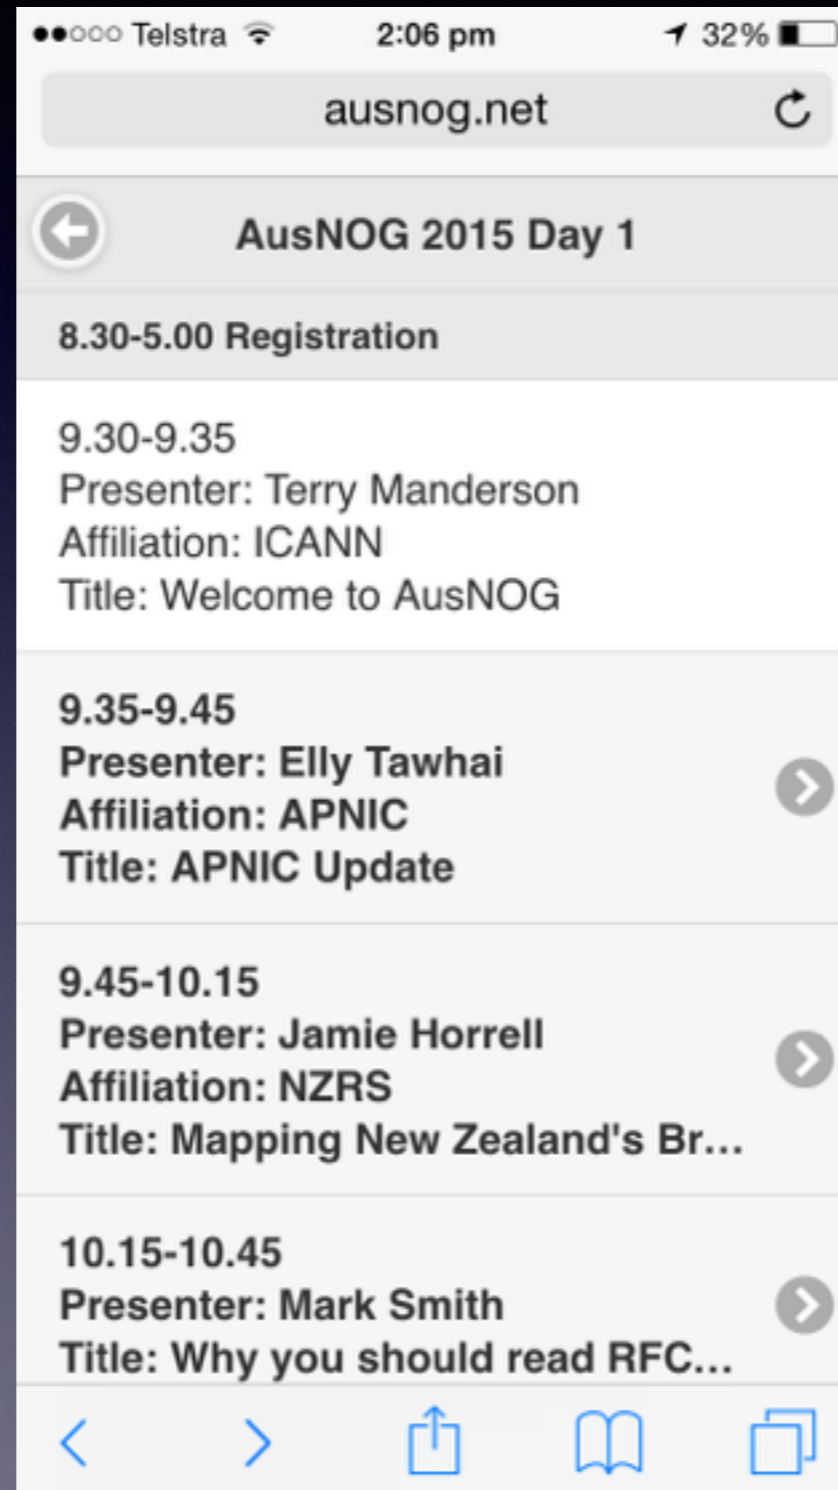 Telstra 2:06 pm 32%
ausnog.net
AusNOG 2015 Day 1
8.30-5.00 Registration
9.30-9.35
Presenter: Terry Manderson
Affiliation: ICANN
Title: Welcome to AusNOG
9.35-9.45
Presenter: Elly Tawhai
Affiliation: APNIC
Title: APNIC Update
9.45-10.15
Presenter: Jamie Horrell
Affiliation: NZRS
Title: Mapping New Zealand's Br...
10.15-10.45
Presenter: Mark Smith
Title: Why you should read RFC...